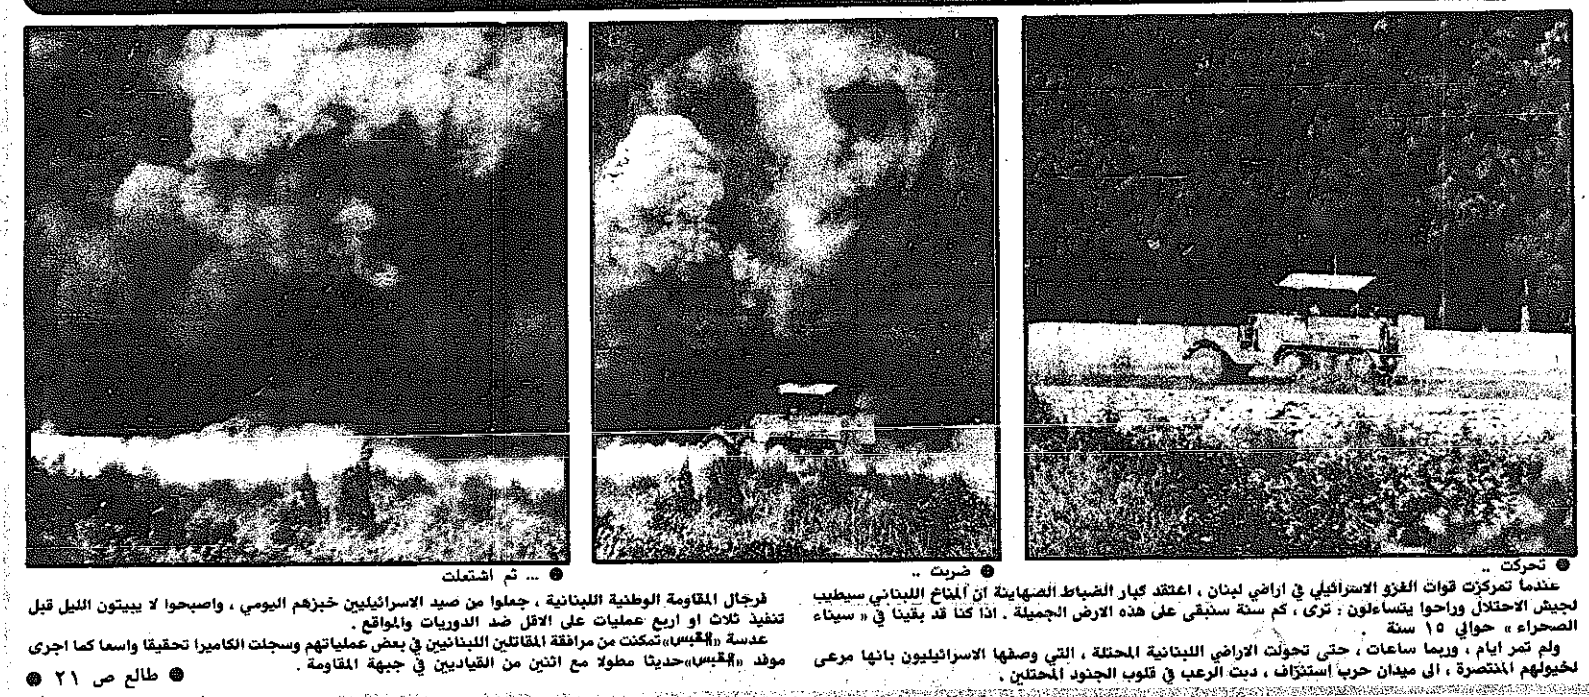 ● تحركت ..
● ضربت ..
● ... ثم اشتعلت
عندما تمركزت قوات الغزو الاسرائيلي في اراضي لبنان ، اعتقد كبار الضباط الصهاينة ان المناخ اللبناني سيطيب
لجيش الاحتلال وراحوا يتساءلون : ترى ، كم سنة سنبقى على هذه الارض الجميلة . اذا كنا قد بقينا في « سيناء
الصحراء » حوالي ١٥ سنة .
ولم تمر ايام ، وربما ساعات ، حتى تحولت الاراضي اللبنانية المحتلة ، التي وصفها الاسرائيليون بانها مرعى
لخيولهم المنتصرة ، الى ميدان حرب إستنزاف ، دبت الرعب في قلوب الجنود المحتلين .
فرجال المقاومة الوطنية اللبنانية ، جعلوا من صيد الاسرائيليين خبزهم اليومي ، واصبحوا لا يبيتون الليل قبل
تنفيذ ثلاث او اربع عمليات على الاقل ضد الدوريات والمواقع .
عدسة «القبس» تمكنت من مرافقة المقاتلين اللبنانيين في بعض عملياتهم وسجلت الكاميرا تحقيقا واسعا كما اجرى
موفد «القبس» حديثا مطولا مع اثنين من القياديين في جبهة المقاومة .
● طالع ص ٢١ ●